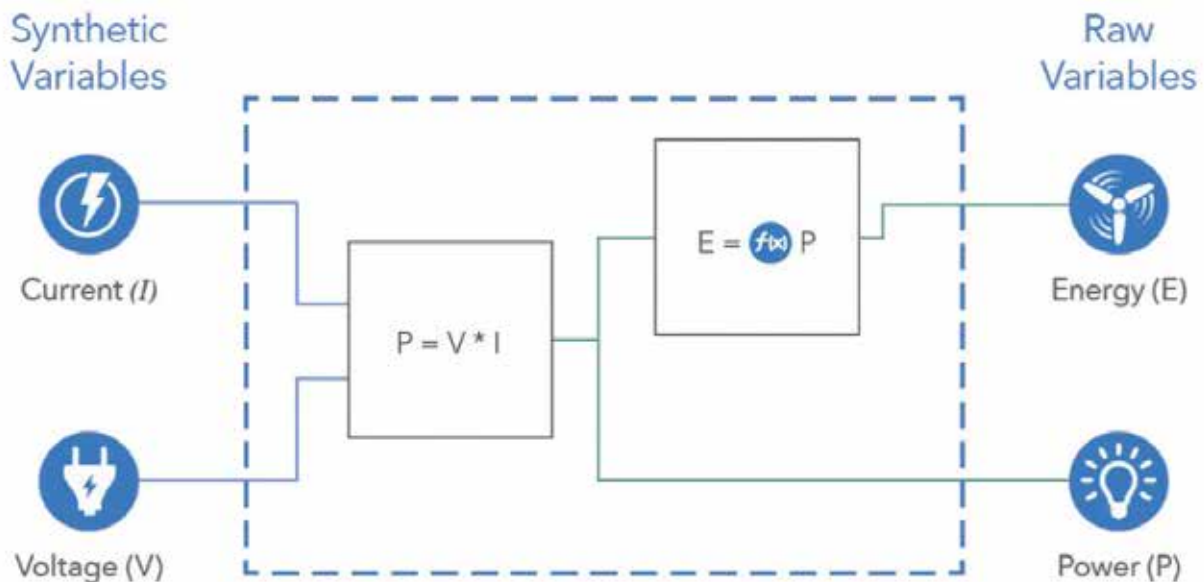 Synthetic
Variables
Raw
Variables
Current (I)
P = V * I
E = f(x) P
Energy (E)
Voltage (V)
Power (P)